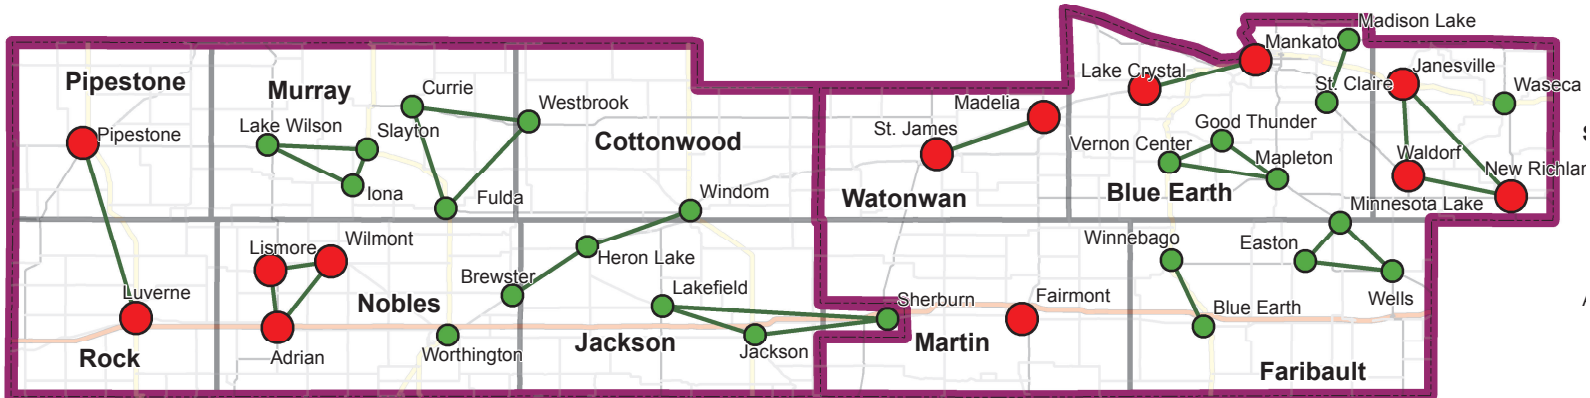 Madison Lake
Mankato
Pipestone
Murray
Currie
Westbrook
Lake Crystal
Janesville
St. Claire
Waseca
Madelia
Lake Wilson
Slayton
Pipestone
St. James
Good Thunder
Cottonwood
Vernon Center
Mapleton
Waldorf
New Richlan
Iona
Fulda
Windom
Watonwan
Blue Earth
Minnesota Lake
Lismore
Wilmont
Heron Lake
Winnebago
Easton
Brewster
Luverne
Nobles
Lakefield
Sherburn
Fairmont
Blue Earth
Wells
Rock
Adrian
Worthington
Jackson
Jackson
Martin
Faribault